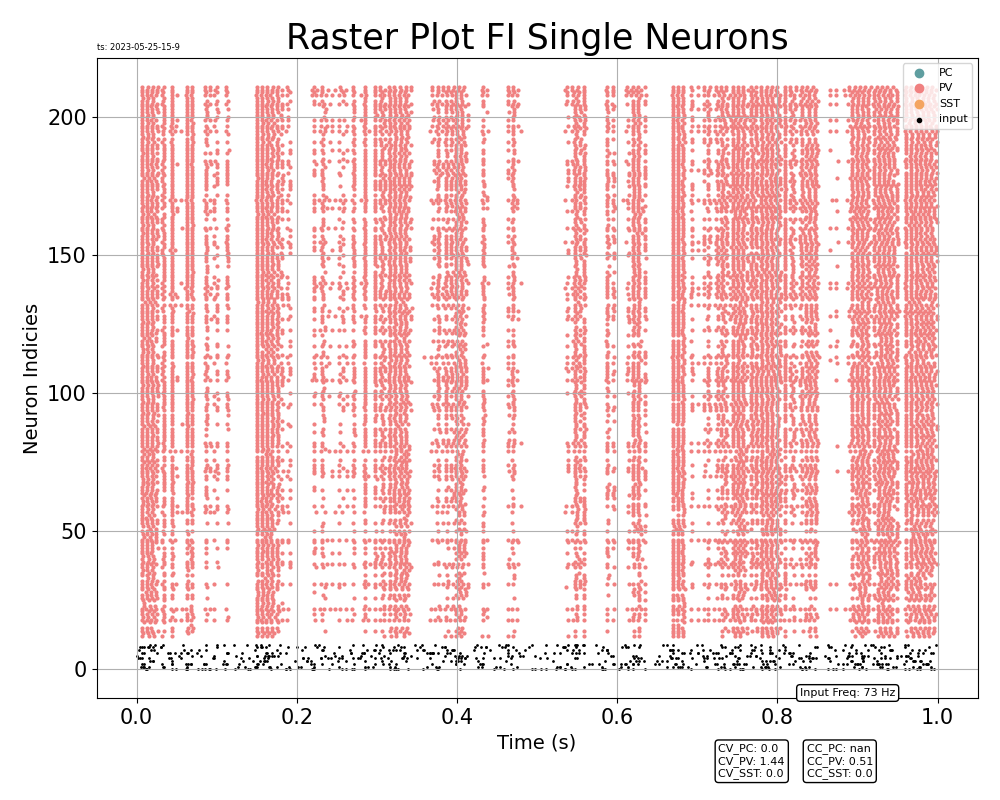 Raster Plot FI Single Neurons
ts: 2023-05-25-15-9
PC
PV
SST
input
200
150
100
50
0
Neuron Indicies
0.0 0.2 0.4 0.6 0.8 1.0
Time (s)
Input Freq: 73 Hz
CV_PC: 0.0
CV_PV: 1.44
CV_SST: 0.0
CC_PC: nan
CC_PV: 0.51
CC_SST: 0.0